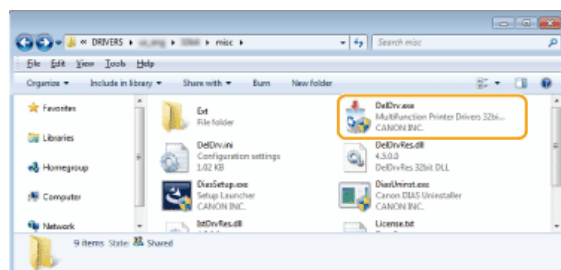 « DRIVERS ▸ misc ▸
Search misc
File Edit View Tools Help
Organize ▾ Include in library ▾ Share with ▾ Burn New folder
Favorites
Libraries
Homegroup
Computer
Network
Ext
File folder
DelDrv.exe
Multifunction Printer Drivers 32bi...
CANON INC.
DelDrv.ini
Configuration settings
1.02 KB
DelDrvRes.dll
4.5.0.0
DelDrvRes 32bit DLL
DiasSetup.exe
Setup Launcher
CANON INC.
DiasUninst.exe
Canon DIAS Uninstaller
CANON INC.
IstDrvRes.dll
License.txt
9 items State: Shared